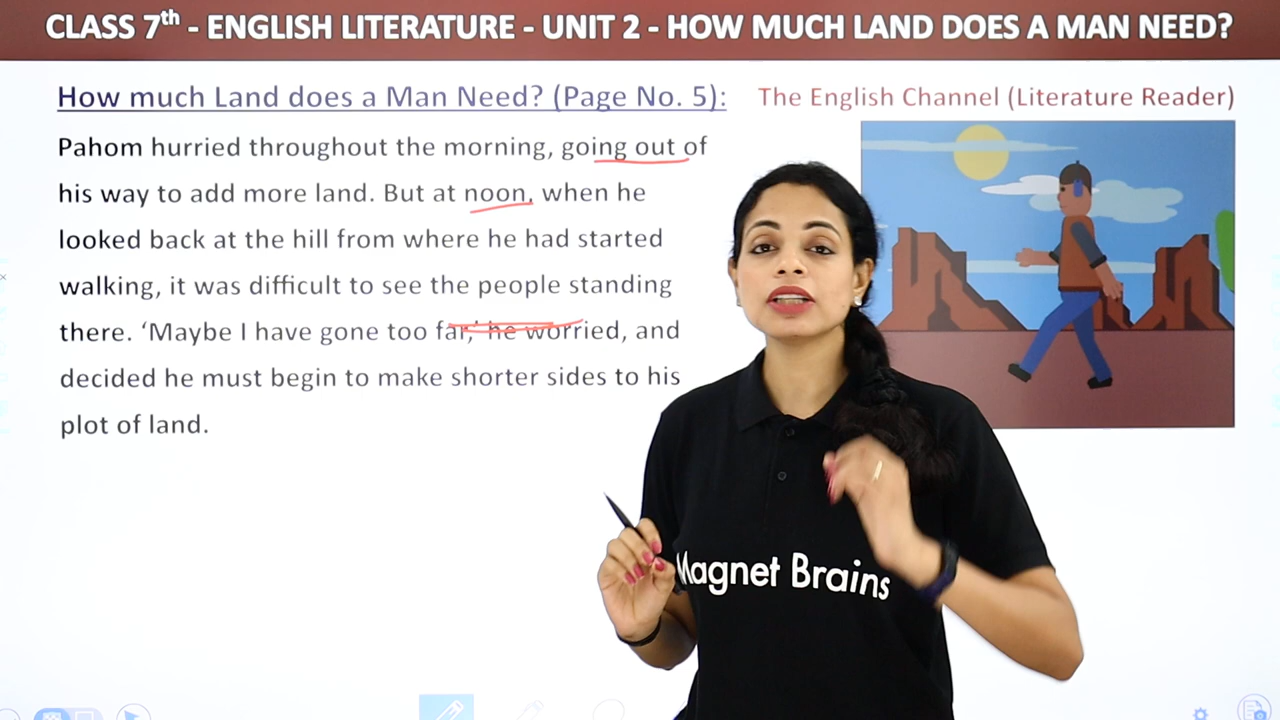 CLASS 7th - ENGLISH LITERATURE - UNIT 2 - HOW MUCH LAND DOES A MAN NEED?
How much Land does a Man Need? (Page No. 5):
The English Channel (Literature Reader)
Pahom hurried throughout the morning, going out of
his way to add more land. But at noon, when he
looked back at the hill from where he had started
walking, it was difficult to see the people standing
there. ‘Maybe I have gone too far,’ he worried, and
decided he must begin to make shorter sides to his
plot of land.
Magnet Brains